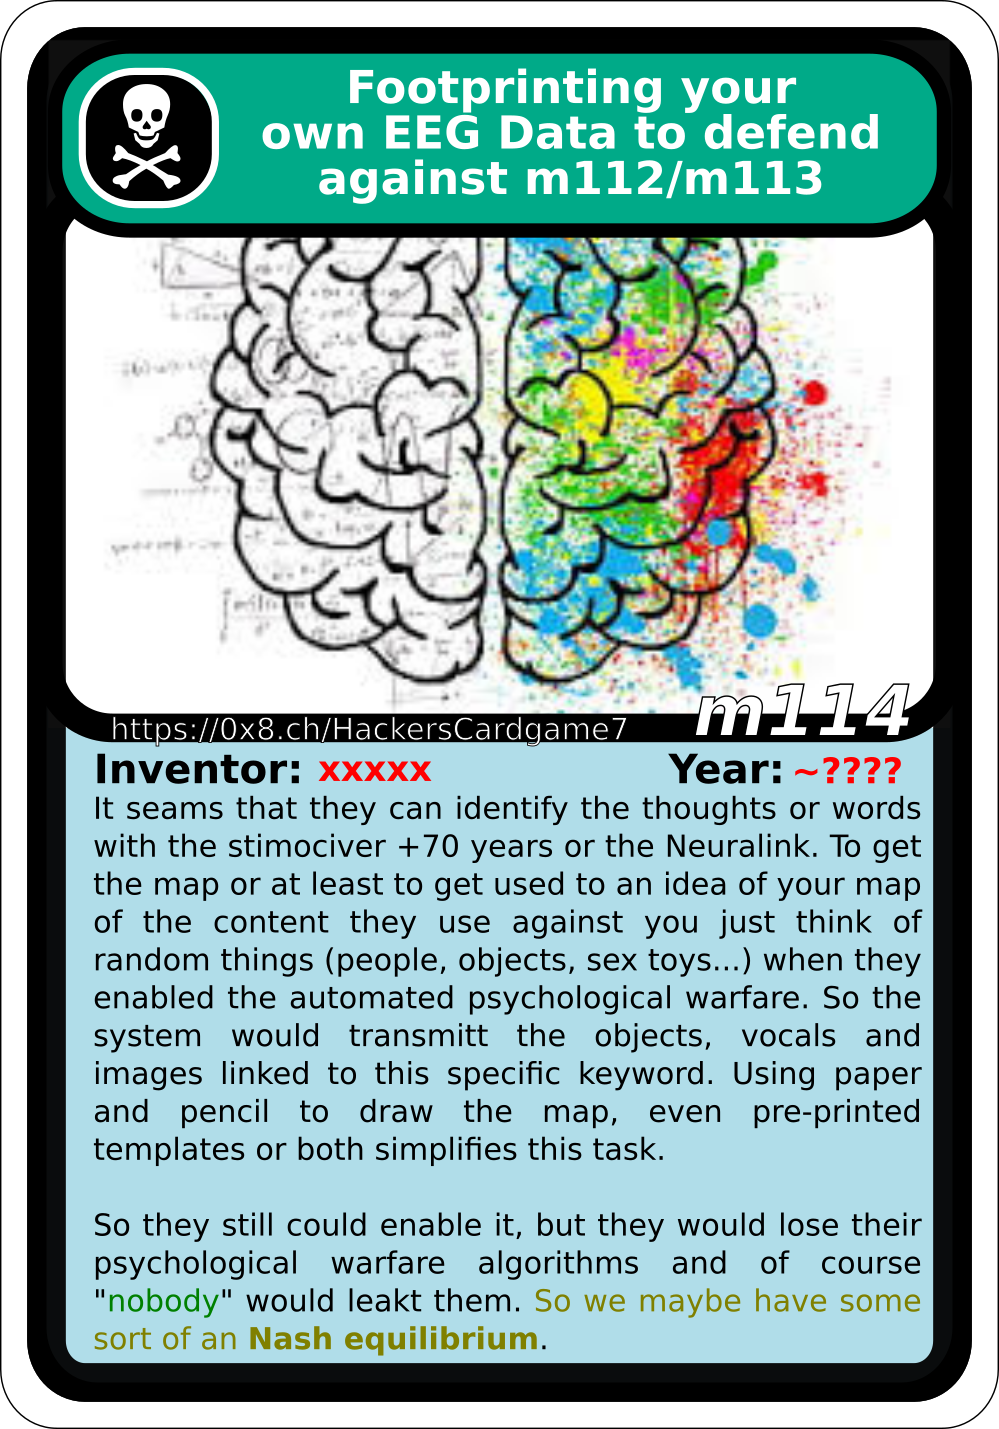 Footprinting your
own EEG Data to defend
against m112/m113
m114
https://0x8.ch/HackersCardgame7
Inventor: xxxxx Year: ~????
It seams that they can identify the thoughts or words
with the stimociver +70 years or the Neuralink. To get
the map or at least to get used to an idea of your map
of the content they use against you just think of
random things (people, objects, sex toys...) when they
enabled the automated psychological warfare. So the
system would transmitt the objects, vocals and
images linked to this specific keyword. Using paper
and pencil to draw the map, even pre-printed
templates or both simplifies this task.
So they still could enable it, but they would lose their
psychological warfare algorithms and of course
"nobody" would leakt them. So we maybe have some
sort of an Nash equilibrium.